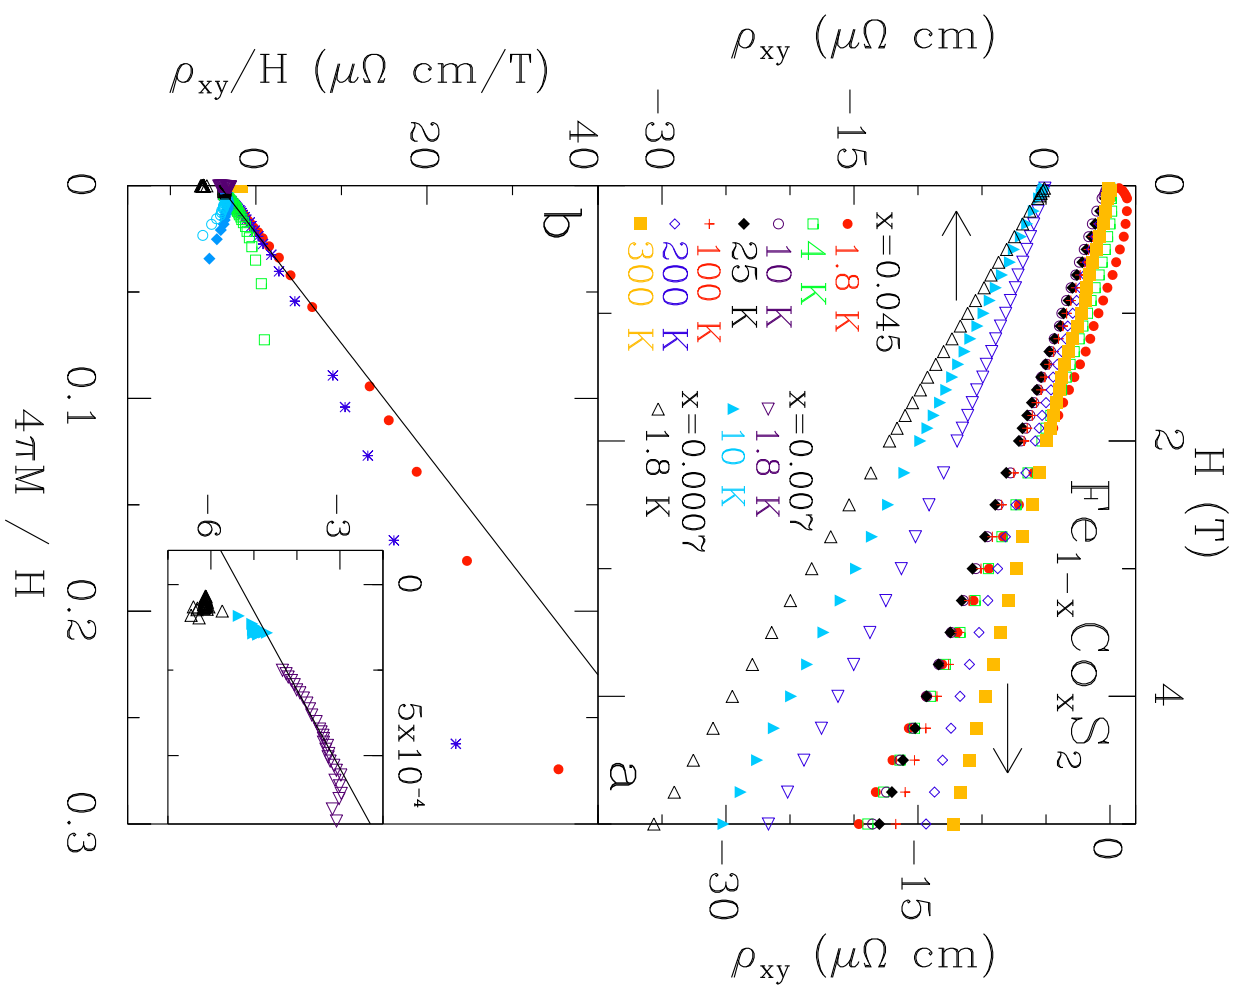 H (T)
0 2 4
Fe₁₋ₓCoₓS₂
ρxy (μΩ cm)
0
−15
−30
ρxy (μΩ cm)
0
−15
−30
x=0.045
1.8 K
4 K
10 K
25 K
100 K
200 K
300 K
x=0.007
1.8 K
10 K
x=0.0007
1.8 K
a
b
ρxy/H (μΩ cm/T)
40
20
0
0 5x10⁻⁴
−3
−6
0 0.1 0.2 0.3
4πM / H